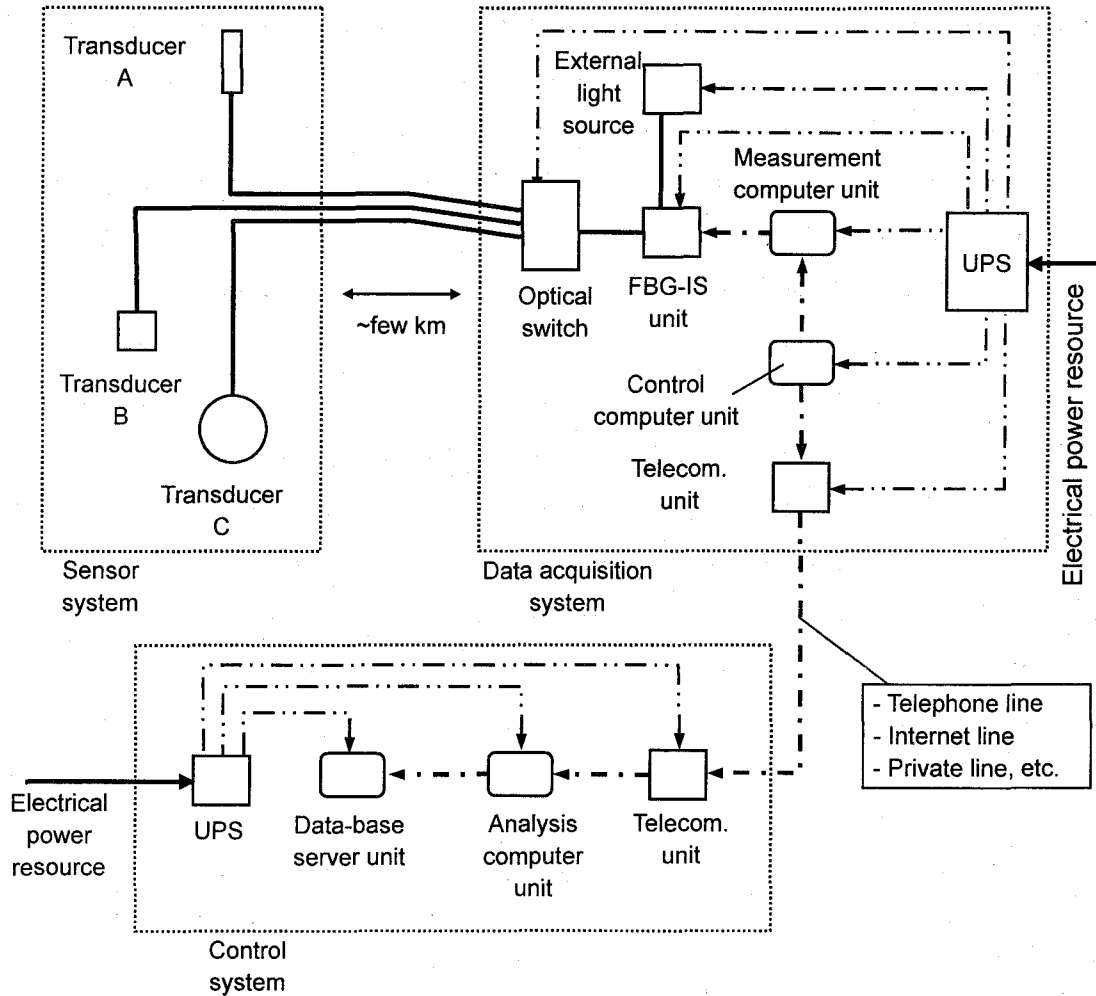 Transducer
A
External
light
source
Measurement
computer unit
UPS
Optical
switch
FBG-IS
unit
~few km
Transducer
B
Control
computer unit
Transducer
C
Telecom.
unit
Electrical power resource
Sensor
system
Data acquisition
system
- Telephone line
- Internet line
- Private line, etc.
Electrical
power
resource
UPS
Data-base
server unit
Analysis
computer
unit
Telecom.
unit
Control
system